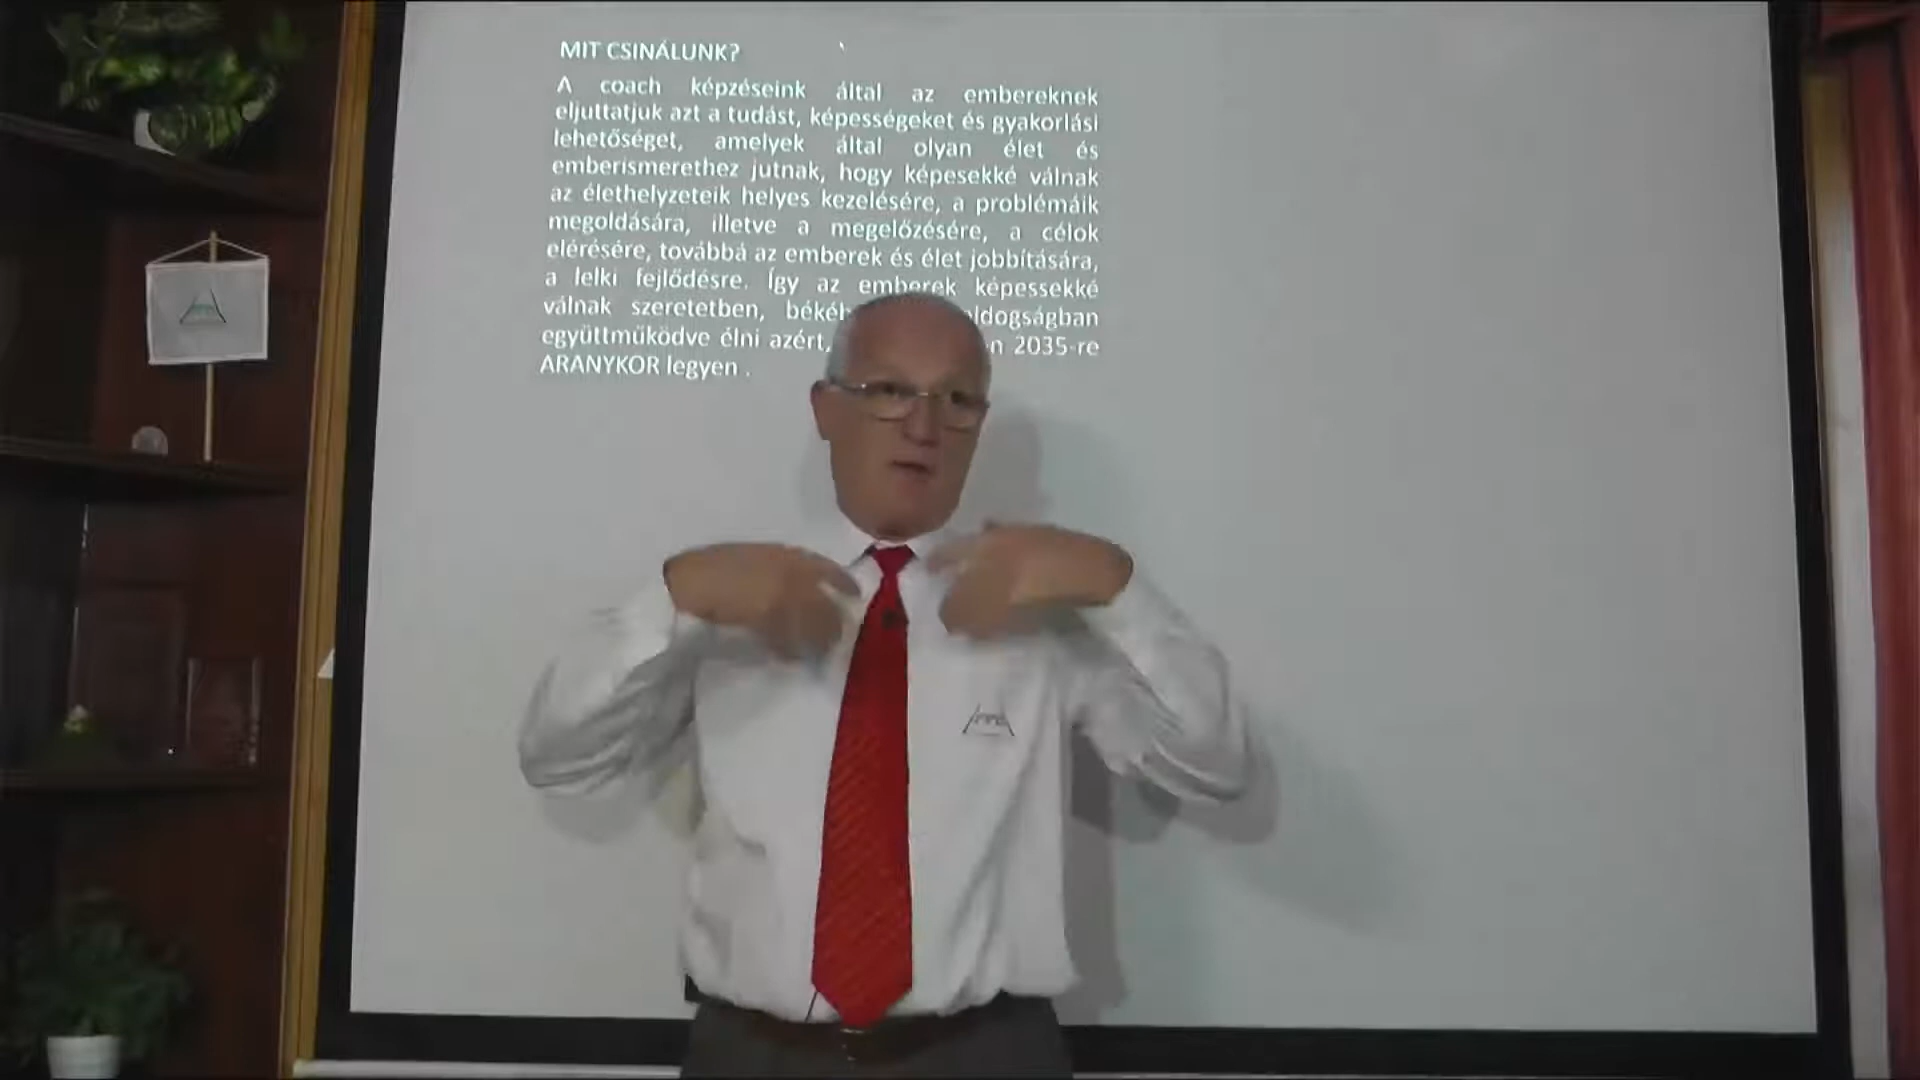 MIT CSINÁLUNK?
A coach képzéseink által az embereknek
eljuttatjuk azt a tudást, képességeket és gyakorlási
lehetőséget, amelyek által olyan élet és
emberismerethez jutnak, hogy képesekké válnak
az élethelyzeteik helyes kezelésére, a problémáik
megoldására, illetve a megelőzésére, a célok
elérésére, továbbá az emberek és élet jobbítására,
a lelki fejlődésre. Így az emberek képessekké
válnak szeretetben,
együttműködve élni azért, 2035-re
ARANYKOR legyen .